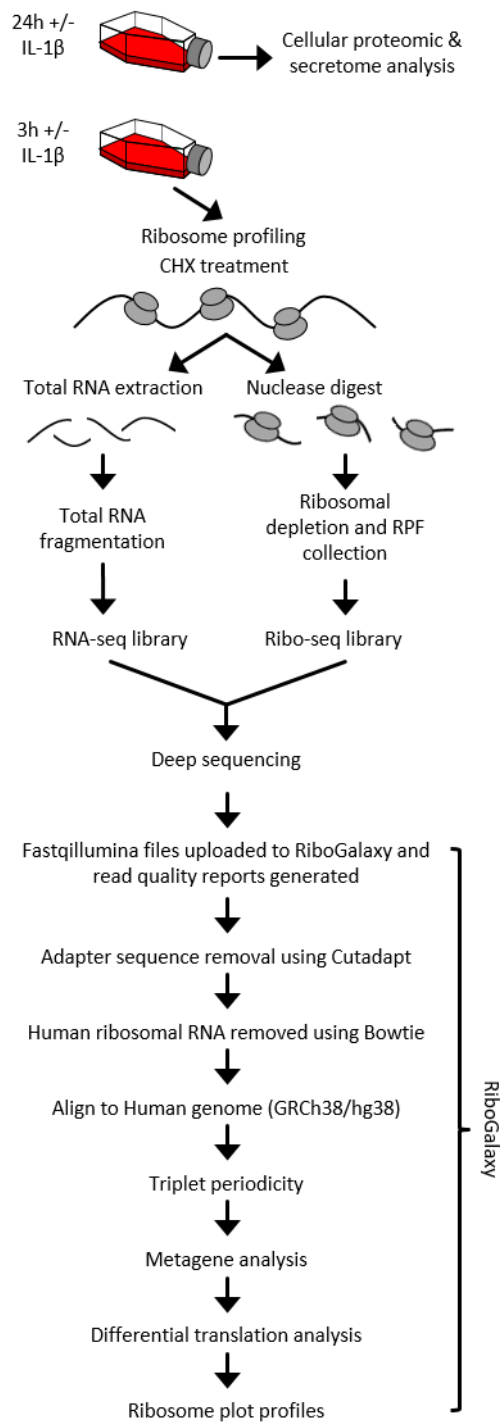 24h +/-
IL-1β
Cellular proteomic &
secretome analysis
3h +/-
IL-1β
Ribosome profiling
CHX treatment
Total RNA extraction
Nuclease digest
Total RNA
fragmentation
Ribosomal
depletion and RPF
collection
RNA-seq library
Ribo-seq library
Deep sequencing
Fastqillumina files uploaded to RiboGalaxy and
read quality reports generated
Adapter sequence removal using Cutadapt
Human ribosomal RNA removed using Bowtie
Align to Human genome (GRCh38/hg38)
Triplet periodicity
Metagene analysis
Differential translation analysis
Ribosome plot profiles
RiboGalaxy